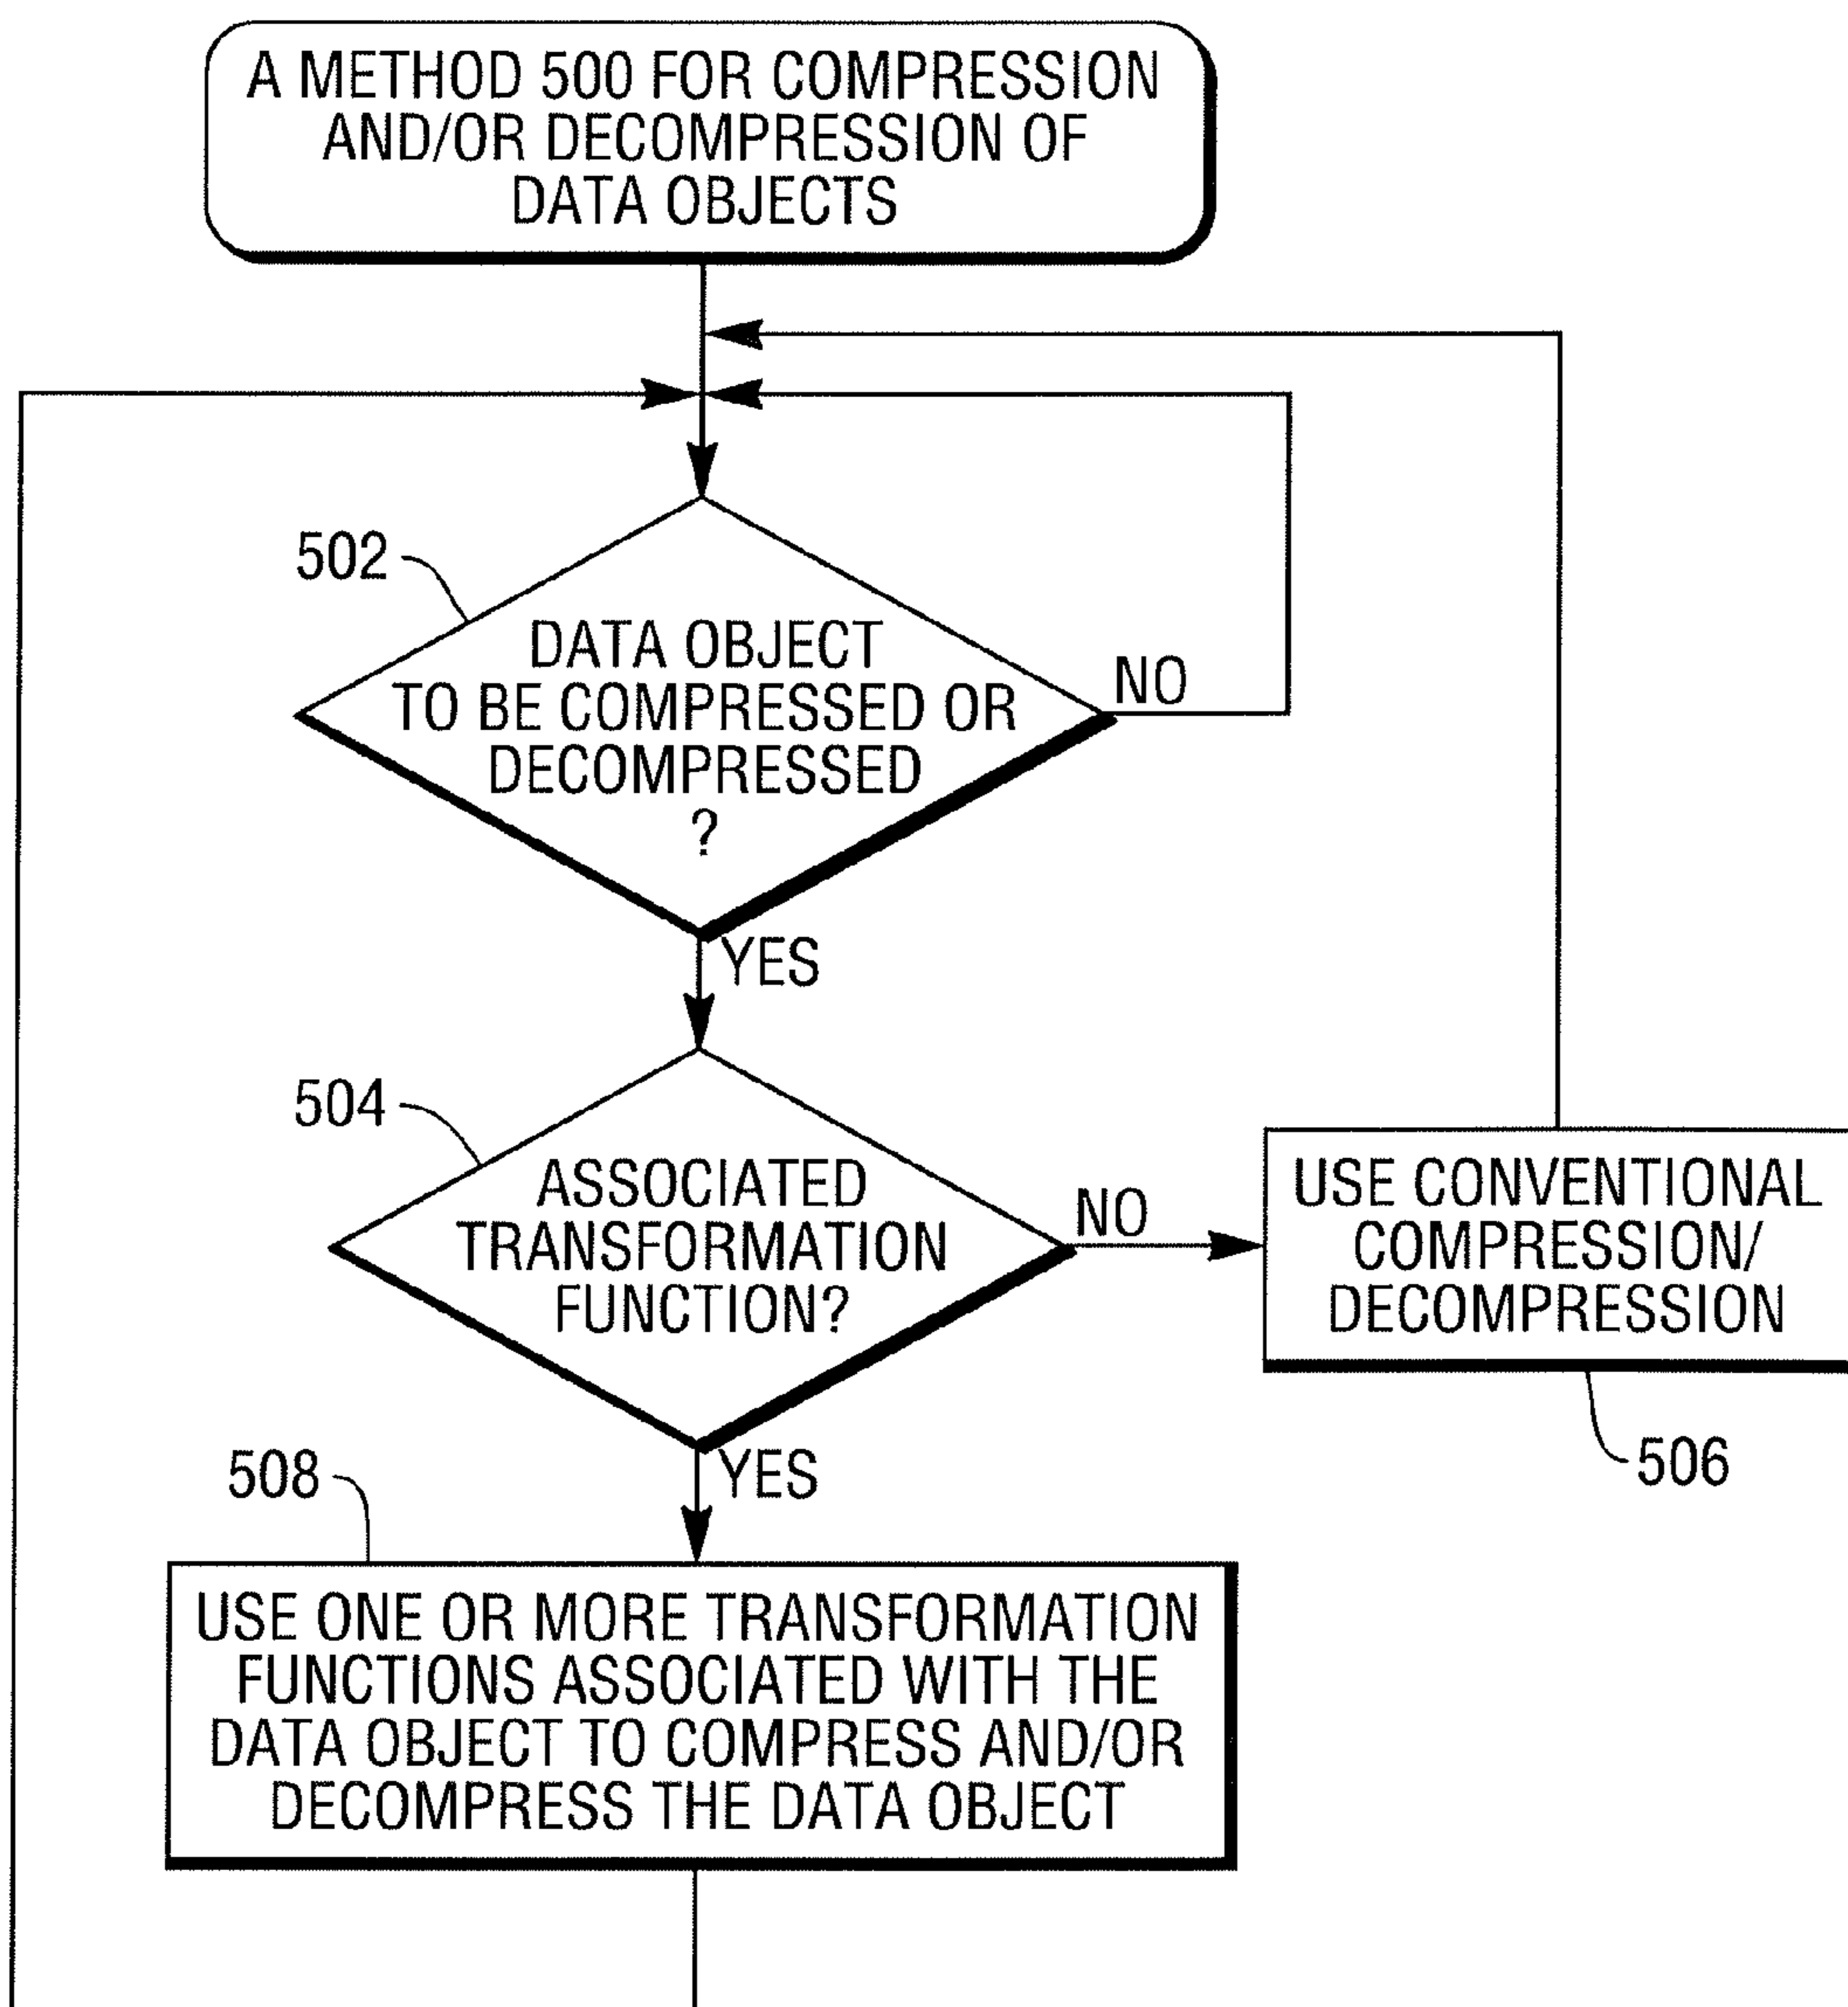 A METHOD 500 FOR COMPRESSION
AND/OR DECOMPRESSION OF
DATA OBJECTS
502
DATA OBJECT
TO BE COMPRESSED OR
DECOMPRESSED
?
NO
YES
504
ASSOCIATED
TRANSFORMATION
FUNCTION?
NO
USE CONVENTIONAL
COMPRESSION/
DECOMPRESSION
506
YES
508
USE ONE OR MORE TRANSFORMATION
FUNCTIONS ASSOCIATED WITH THE
DATA OBJECT TO COMPRESS AND/OR
DECOMPRESS THE DATA OBJECT